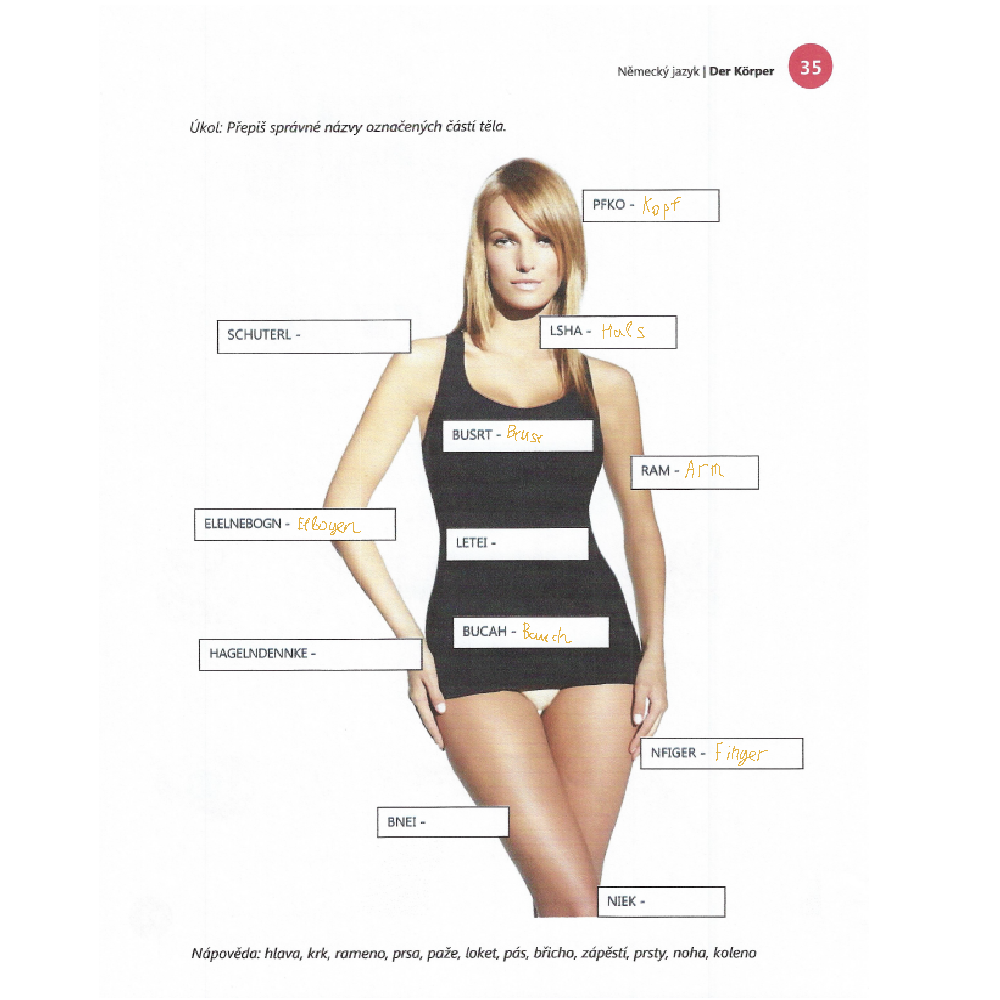 Německý jazyk | Der Körper 35
Úkol: Přepiš správné názvy označených částí těla.
PFKO - Kopf
SCHUTERL -
LSHA - Hals
BUSRT - Brust
RAM - Arm
ELELNEBOGN - Elbogen
LETEI -
BUCAH - Bauch
HAGELNDENNKE -
NFIGER - Finger
BNEI -
NIEK -
Nápověda: hlava, krk, rameno, prsa, paže, loket, pás, břicho, zápěstí, prsty, noha, koleno